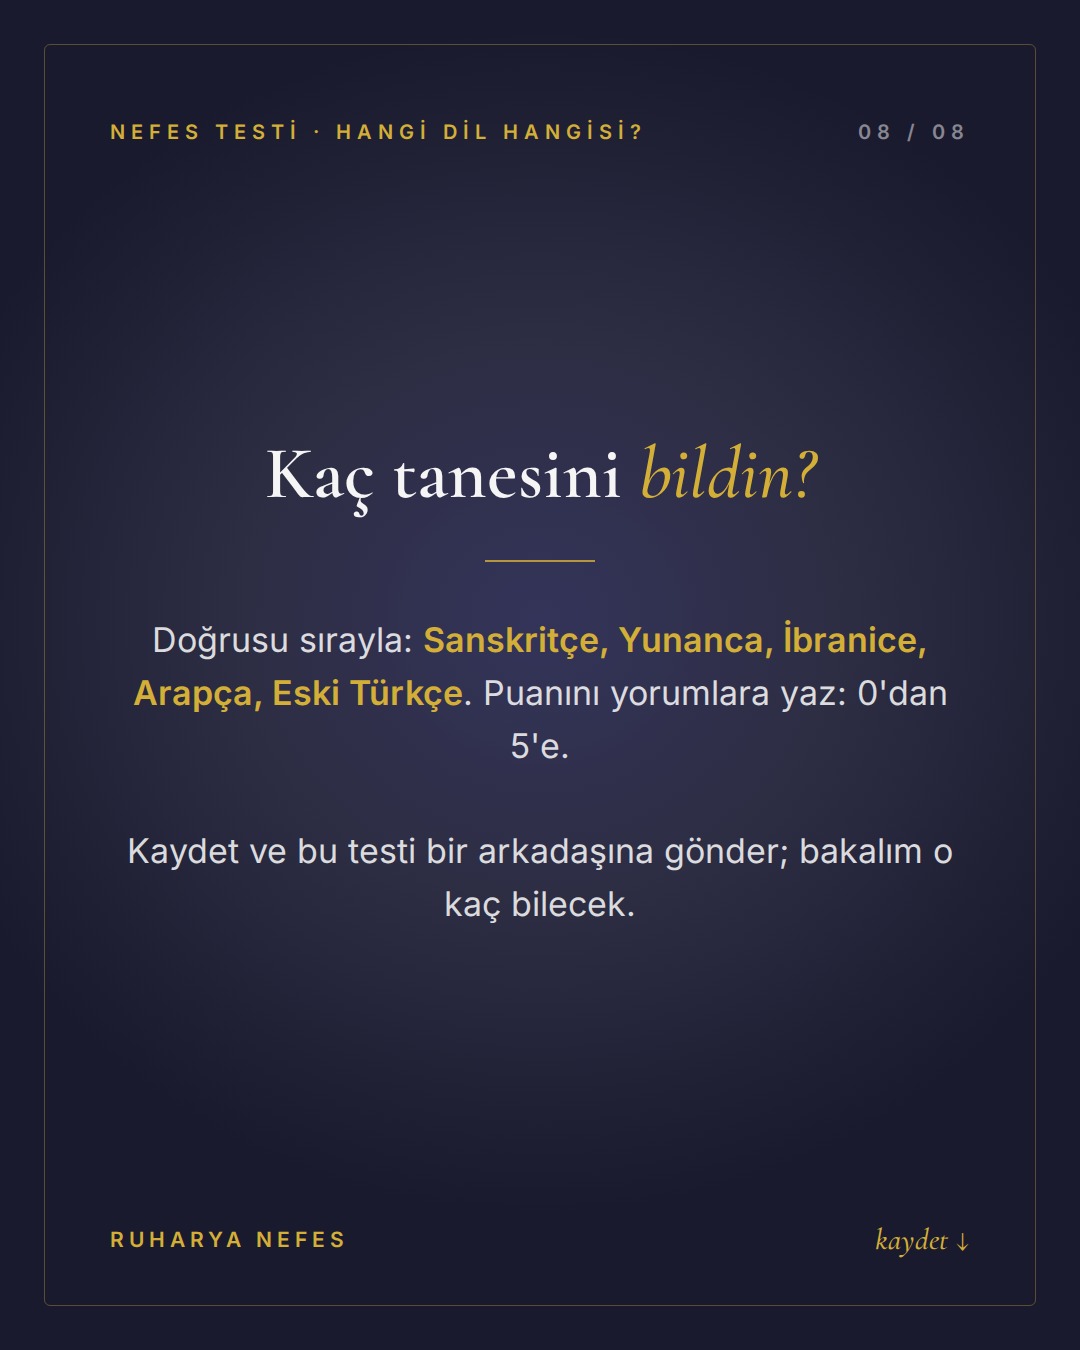 NEFES TESTİ · HANGİ DİL HANGİSİ?
08 / 08
Kaç tanesini bildin?
Doğrusu sırayla: Sanskritçe, Yunanca, İbranice,
Arapça, Eski Türkçe. Puanını yorumlara yaz: 0'dan
5'e.
Kaydet ve bu testi bir arkadaşına gönder; bakalım o
kaç bilecek.
RUHARYA NEFES
kaydet ↓